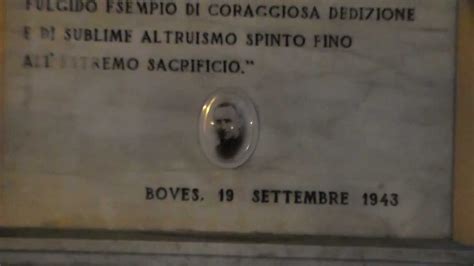 FULGIDO ESEMPIO DI CORAGGIOSA DEDIZIONE
E DI SUBLIME ALTRUISMO SPINTO FINO
ALL'ESTREMO SACRIFICIO."
BOVES, 19 SETTEMBRE 1943